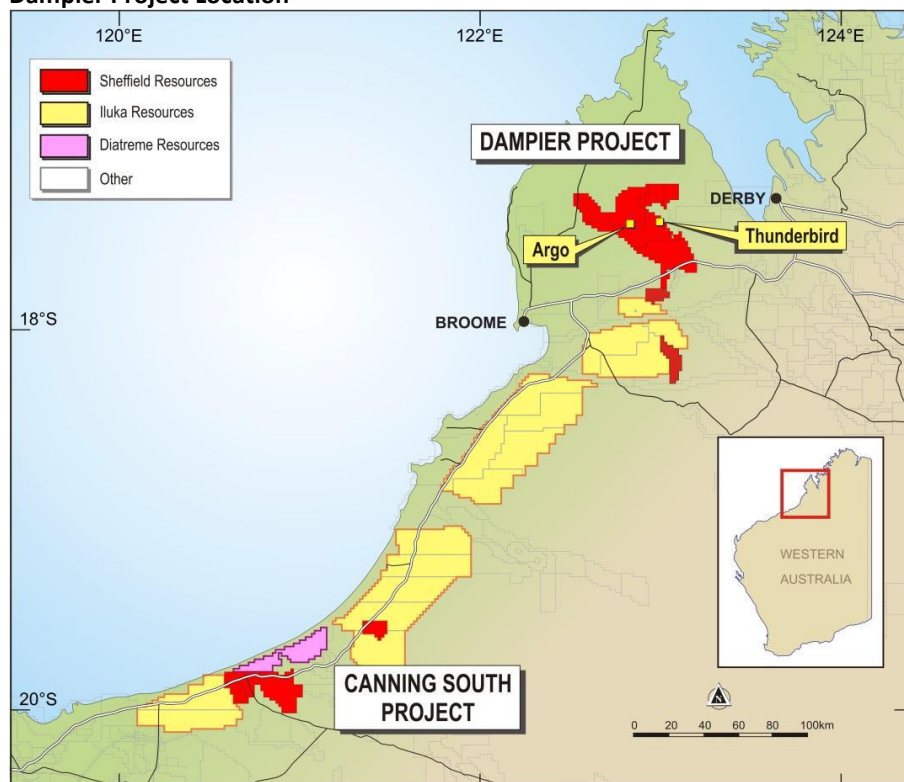 Dampier Project Location
120°E
122°E
124°E
Sheffield Resources
Iluka Resources
Diatreme Resources
Other
DAMPIER PROJECT
DERBY
Argo
Thunderbird
18°S
BROOME
WESTERN
AUSTRALIA
CANNING SOUTH
PROJECT
20°S
N
0 20 40 60 80 100km